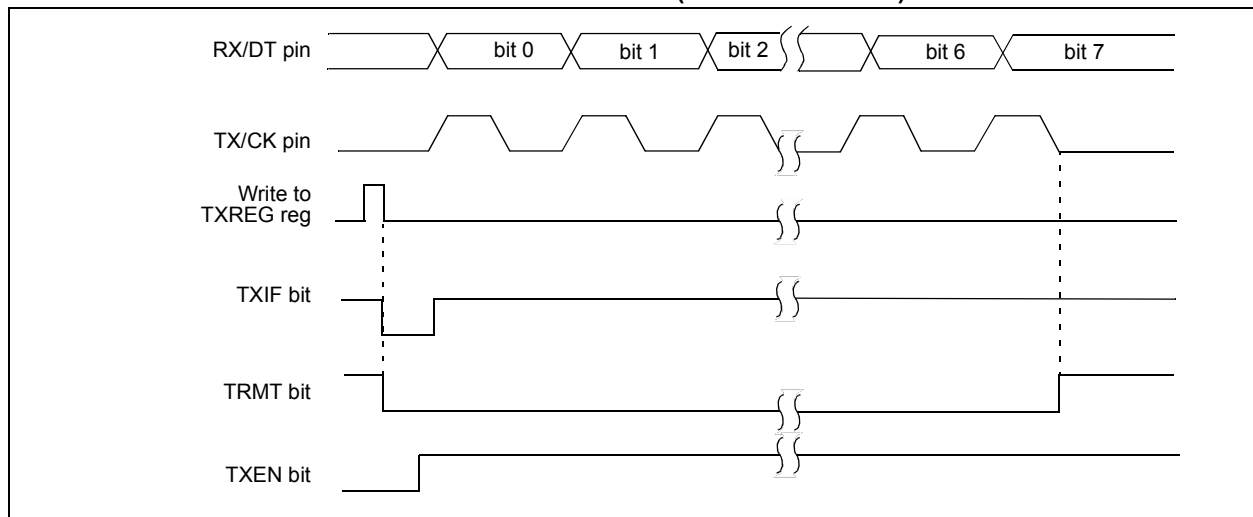 RX/DT pin
bit 0
bit 1
bit 2
bit 6
bit 7
TX/CK pin
Write to
TXREG reg
TXIF bit
TRMT bit
TXEN bit